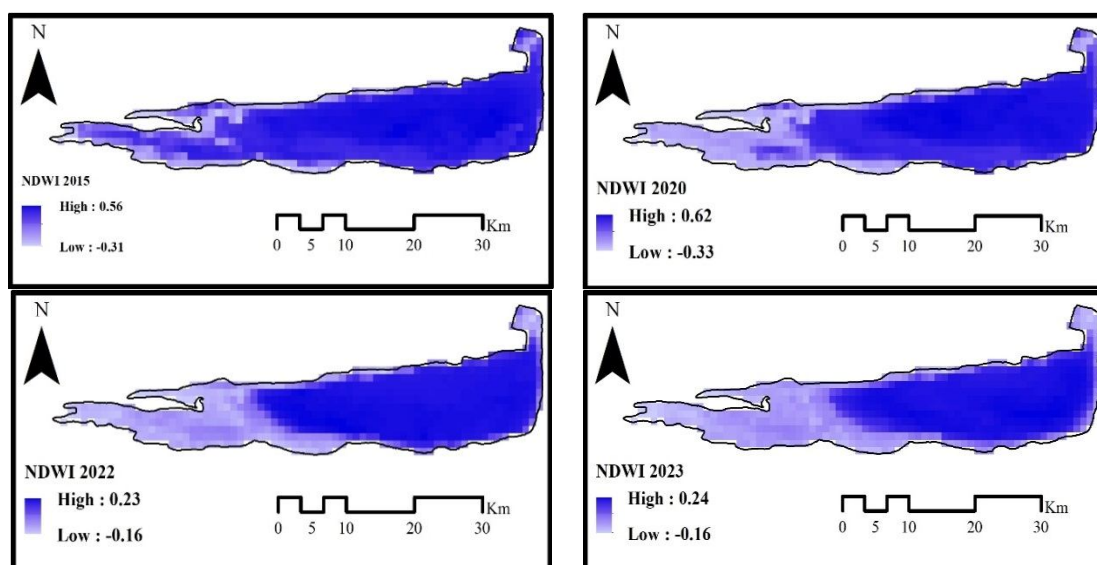 N
NDWI 2015
High : 0.56
Low : -0.31
Km
0 5 10 20 30
N
NDWI 2020
High : 0.62
Low : -0.33
Km
0 5 10 20 30
N
NDWI 2022
High : 0.23
Low : -0.16
Km
0 5 10 20 30
N
NDWI 2023
High : 0.24
Low : -0.16
Km
0 5 10 20 30